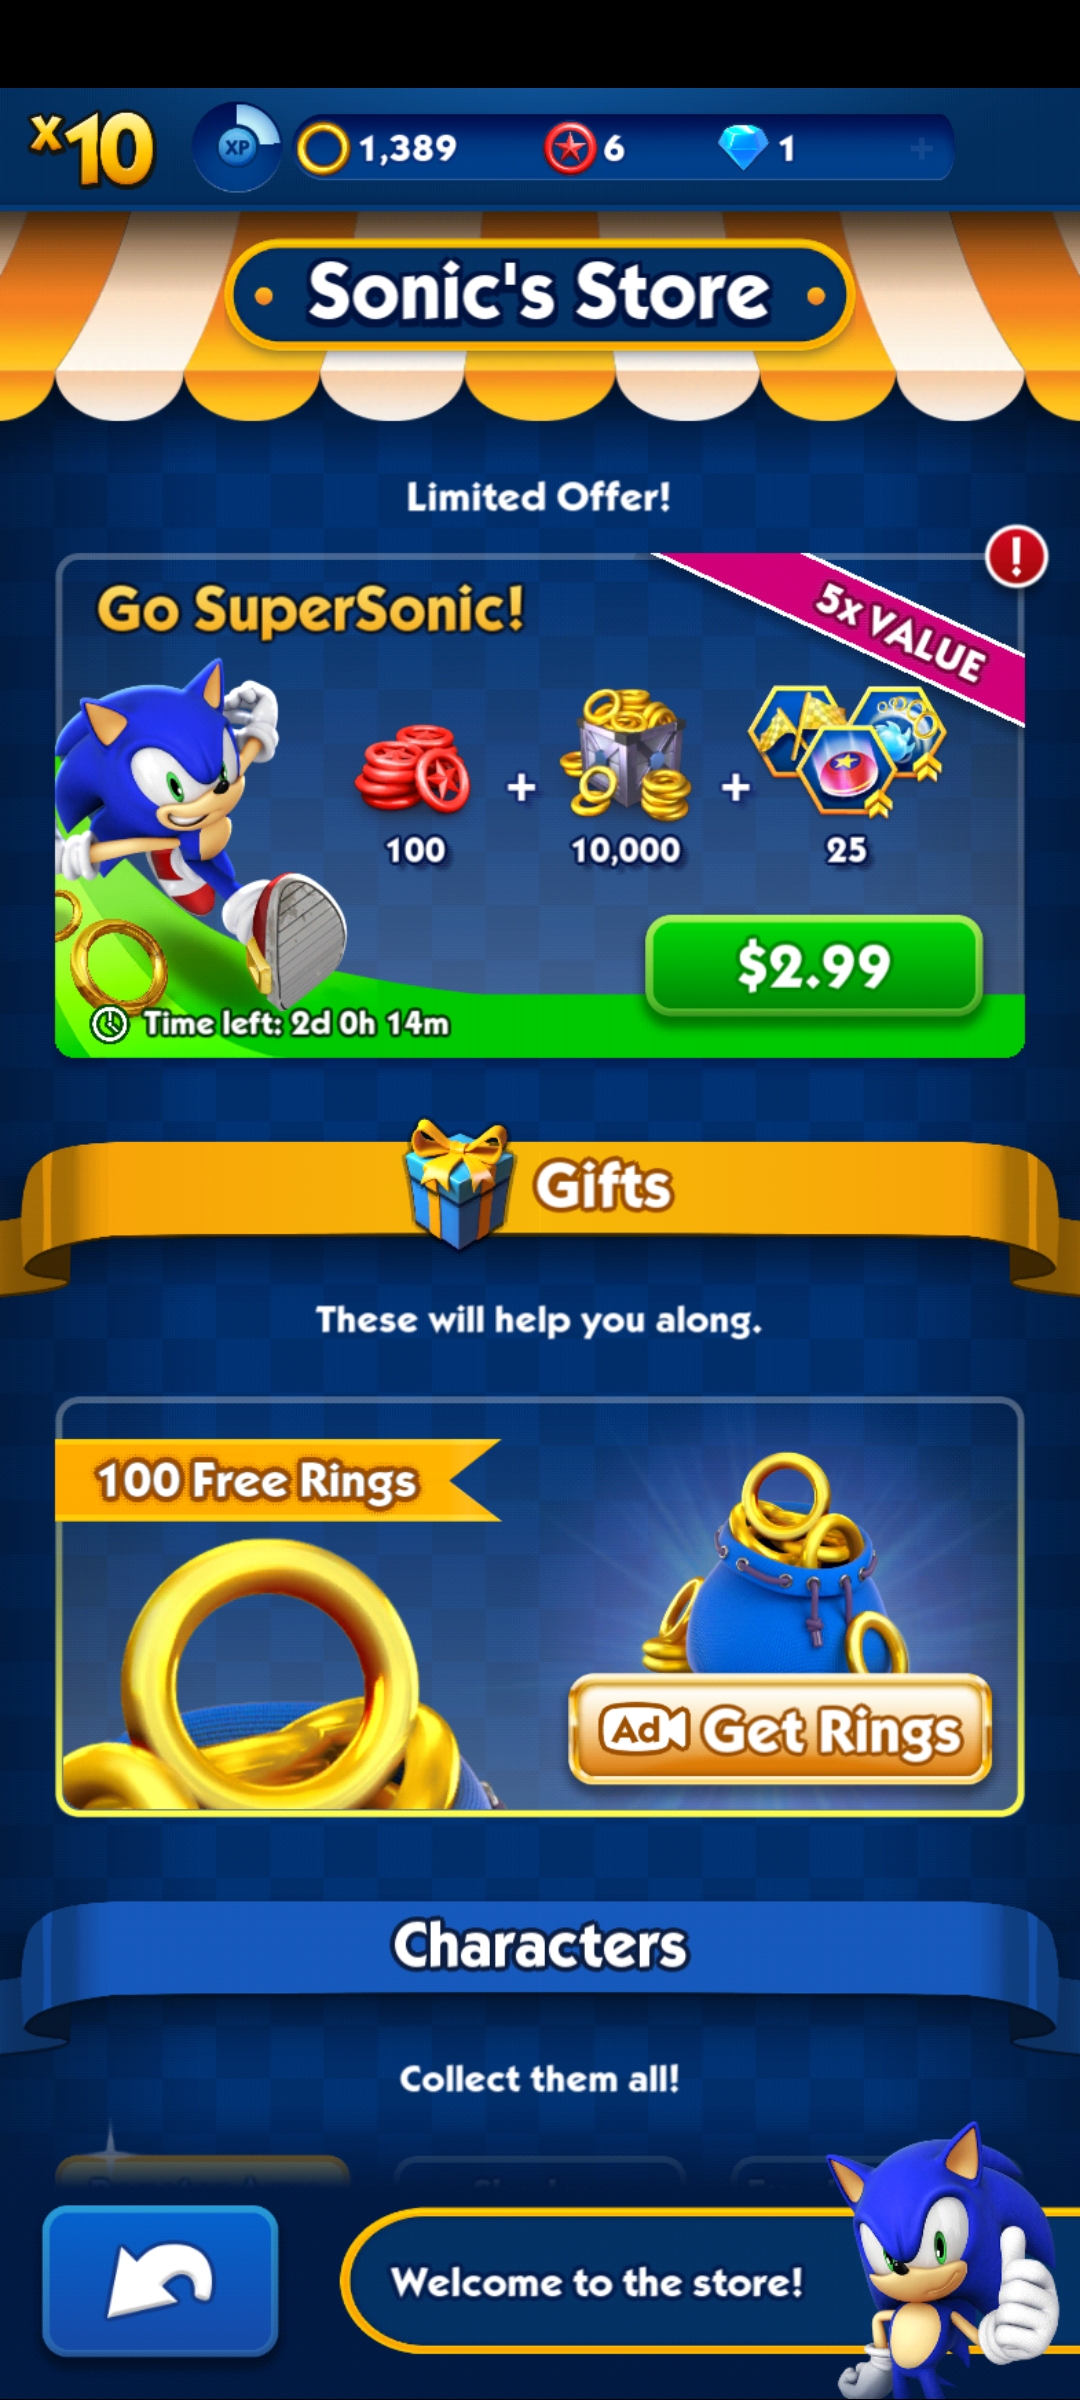 x10
XP
1,389
6
1
Sonic's Store
Limited Offer!
Go SuperSonic!
5x VALUE
100
+
10,000
+
25
$2.99
Time left: 2d 0h 14m
Gifts
These will help you along.
100 Free Rings
Ad Get Rings
Characters
Collect them all!
Welcome to the store!